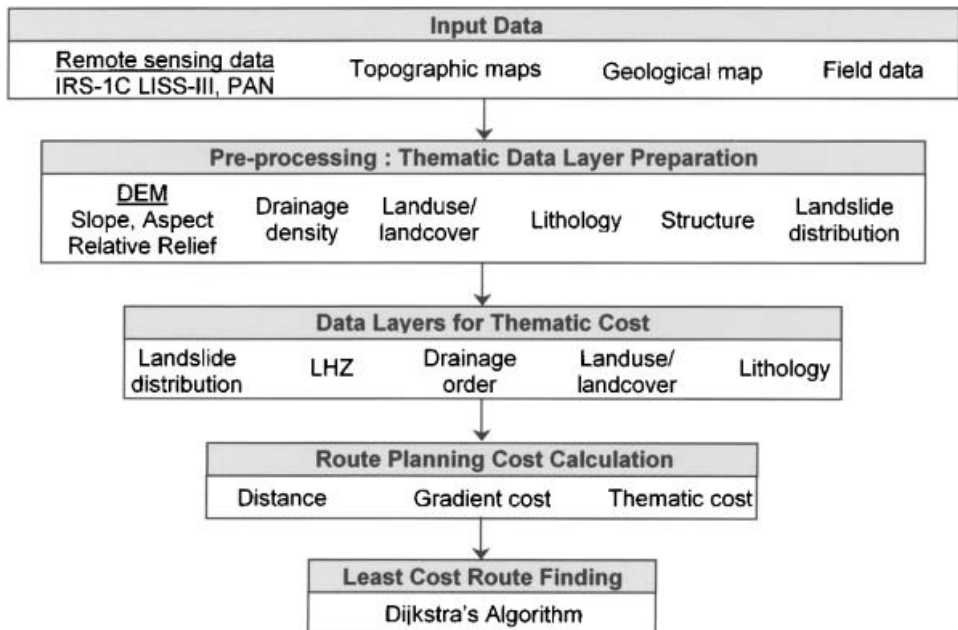 Input Data
Remote sensing data
IRS-1C LISS-III, PAN
Topographic maps
Geological map
Field data
Pre-processing : Thematic Data Layer Preparation
DEM
Slope, Aspect
Relative Relief
Drainage
density
Landuse/
landcover
Lithology
Structure
Landslide
distribution
Data Layers for Thematic Cost
Landslide
distribution
LHZ
Drainage
order
Landuse/
landcover
Lithology
Route Planning Cost Calculation
Distance
Gradient cost
Thematic cost
Least Cost Route Finding
Dijkstra's Algorithm